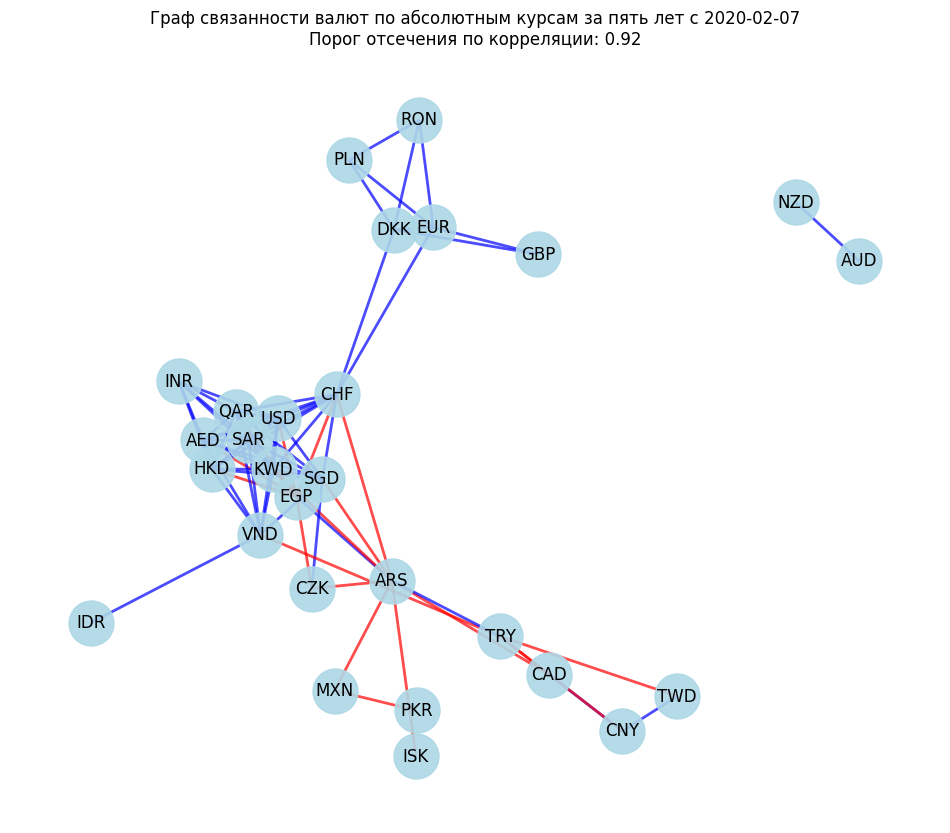 Граф связанности валют по абсолютным курсам за пять лет с 2020-02-07
Порог отсечения по корреляции: 0.92
RON
PLN
NZD
DKK
EUR
GBP
AUD
INR
CHF
QAR
USD
AED
SAR
HKD
KWD
SGD
EGP
VND
CZK
ARS
IDR
TRY
CAD
MXN
TWD
PKR
CNY
ISK